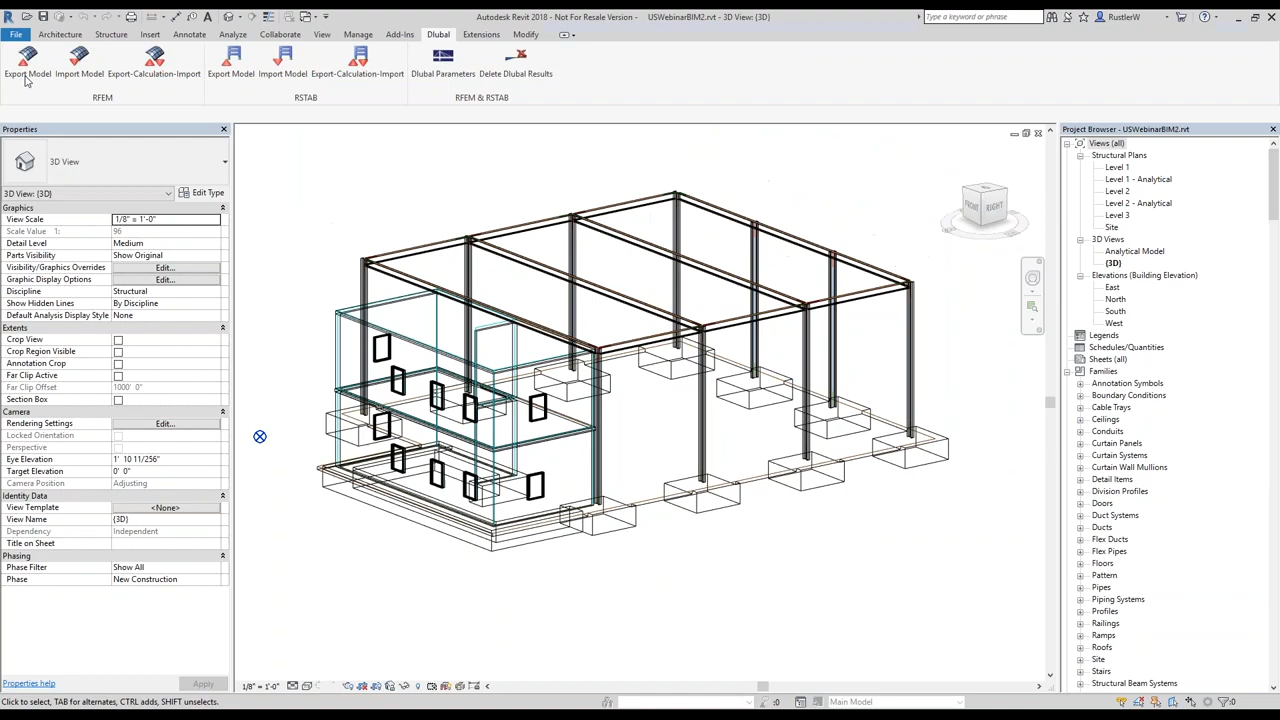 Autodesk Revit 2018 - Not For Resale Version - USWebinarBIM2.rvt - 3D View: {3D}
Type a keyword or phrase
RustlerW
File Architecture Structure Insert Annotate Analyze Collaborate View Manage Add-Ins Dlubal Extensions Modify
Export Model Import Model Export-Calculation-Import Export Model Import Model Export-Calculation-Import Dlubal Parameters Delete Dlubal Results
RFEM RSTAB RFEM & RSTAB
Properties
3D View
3D View: {3D} Edit Type
Graphics
View Scale 1/8" = 1'-0"
Scale Value 1: 96
Detail Level Medium
Parts Visibility Show Original
Visibility/Graphics Overrides Edit...
Graphic Display Options Edit...
Discipline Structural
Show Hidden Lines By Discipline
Default Analysis Display Style None
Extents
Crop View
Crop Region Visible
Annotation Crop
Far Clip Active
Far Clip Offset 1000' 0"
Section Box
Camera
Rendering Settings Edit...
Locked Orientation
Perspective
Eye Elevation 1' 10 11/256"
Target Elevation 0' 0"
Camera Position Adjusting
Identity Data
View Template <None>
View Name {3D}
Dependency Independent
Title on Sheet
Phasing
Phase Filter Show All
Phase New Construction
Properties help Apply
FRONT RIGHT
1/8" = 1'-0"
Project Browser - USWebinarBIM2.rvt
Views (all)
Structural Plans
Level 1
Level 1 - Analytical
Level 2
Level 2 - Analytical
Level 3
Site
3D Views
Analytical Model
{3D}
Elevations (Building Elevation)
East
North
South
West
Legends
Schedules/Quantities
Sheets (all)
Families
Annotation Symbols
Boundary Conditions
Cable Trays
Ceilings
Conduits
Curtain Panels
Curtain Systems
Curtain Wall Mullions
Detail Items
Division Profiles
Doors
Duct Systems
Ducts
Flex Ducts
Flex Pipes
Floors
Pattern
Pipes
Piping Systems
Profiles
Railings
Ramps
Roofs
Site
Stairs
Structural Beam Systems
Click to select, TAB for alternates, CTRL adds, SHIFT unselects. :0 Main Model :0